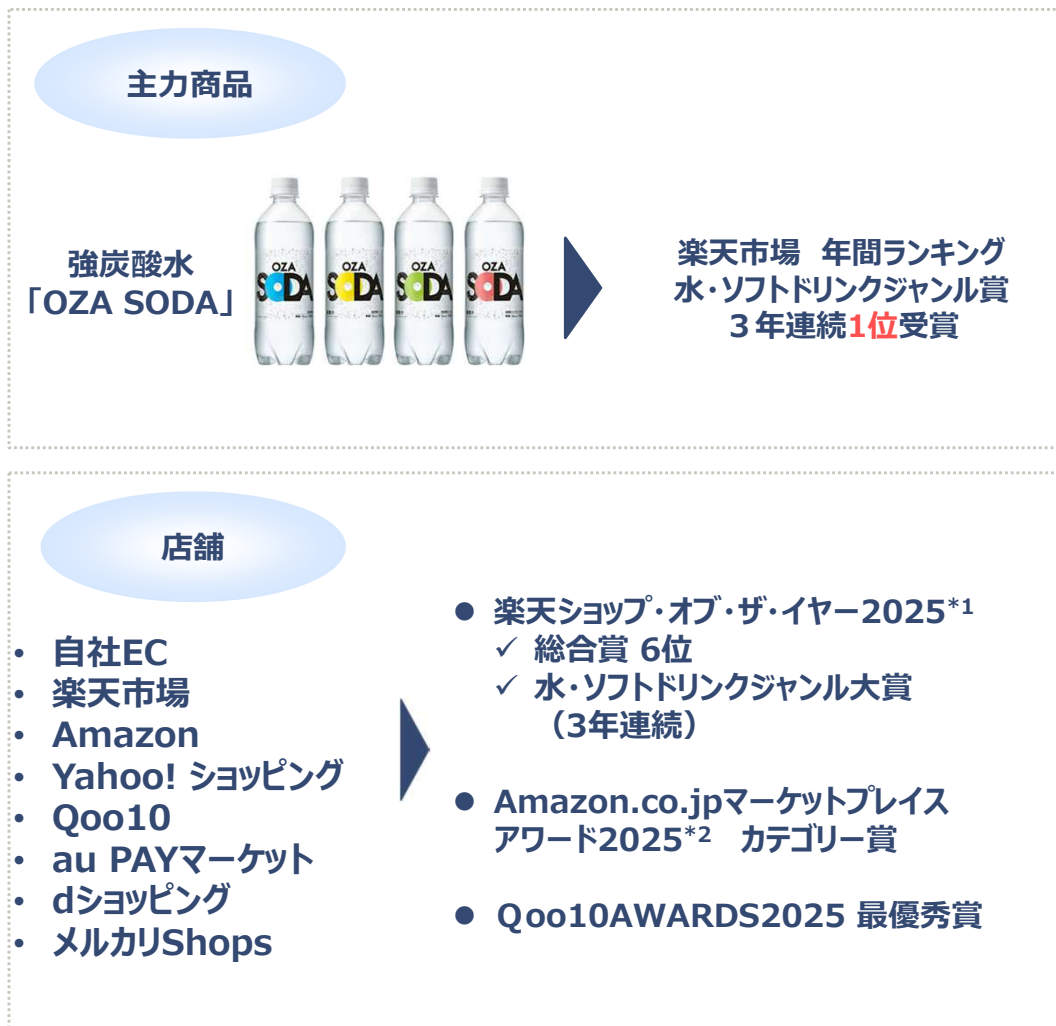 主力商品
強炭酸水
「OZA SODA」
OZA
SODA
OZA
SODA
OZA
SODA
OZA
SODA
楽天市場 年間ランキング
水・ソフトドリンクジャンル賞
３年連続1位受賞
店舗
• 自社EC
• 楽天市場
• Amazon
• Yahoo! ショッピング
• Qoo10
• au PAYマーケット
• dショッピング
• メルカリShops
● 楽天ショップ・オブ・ザ・イヤー2025*1
✓ 総合賞 6位
✓ 水・ソフトドリンクジャンル大賞
（3年連続）
● Amazon.co.jpマーケットプレイス
アワード2025*2 カテゴリー賞
● Qoo10AWARDS2025 最優秀賞